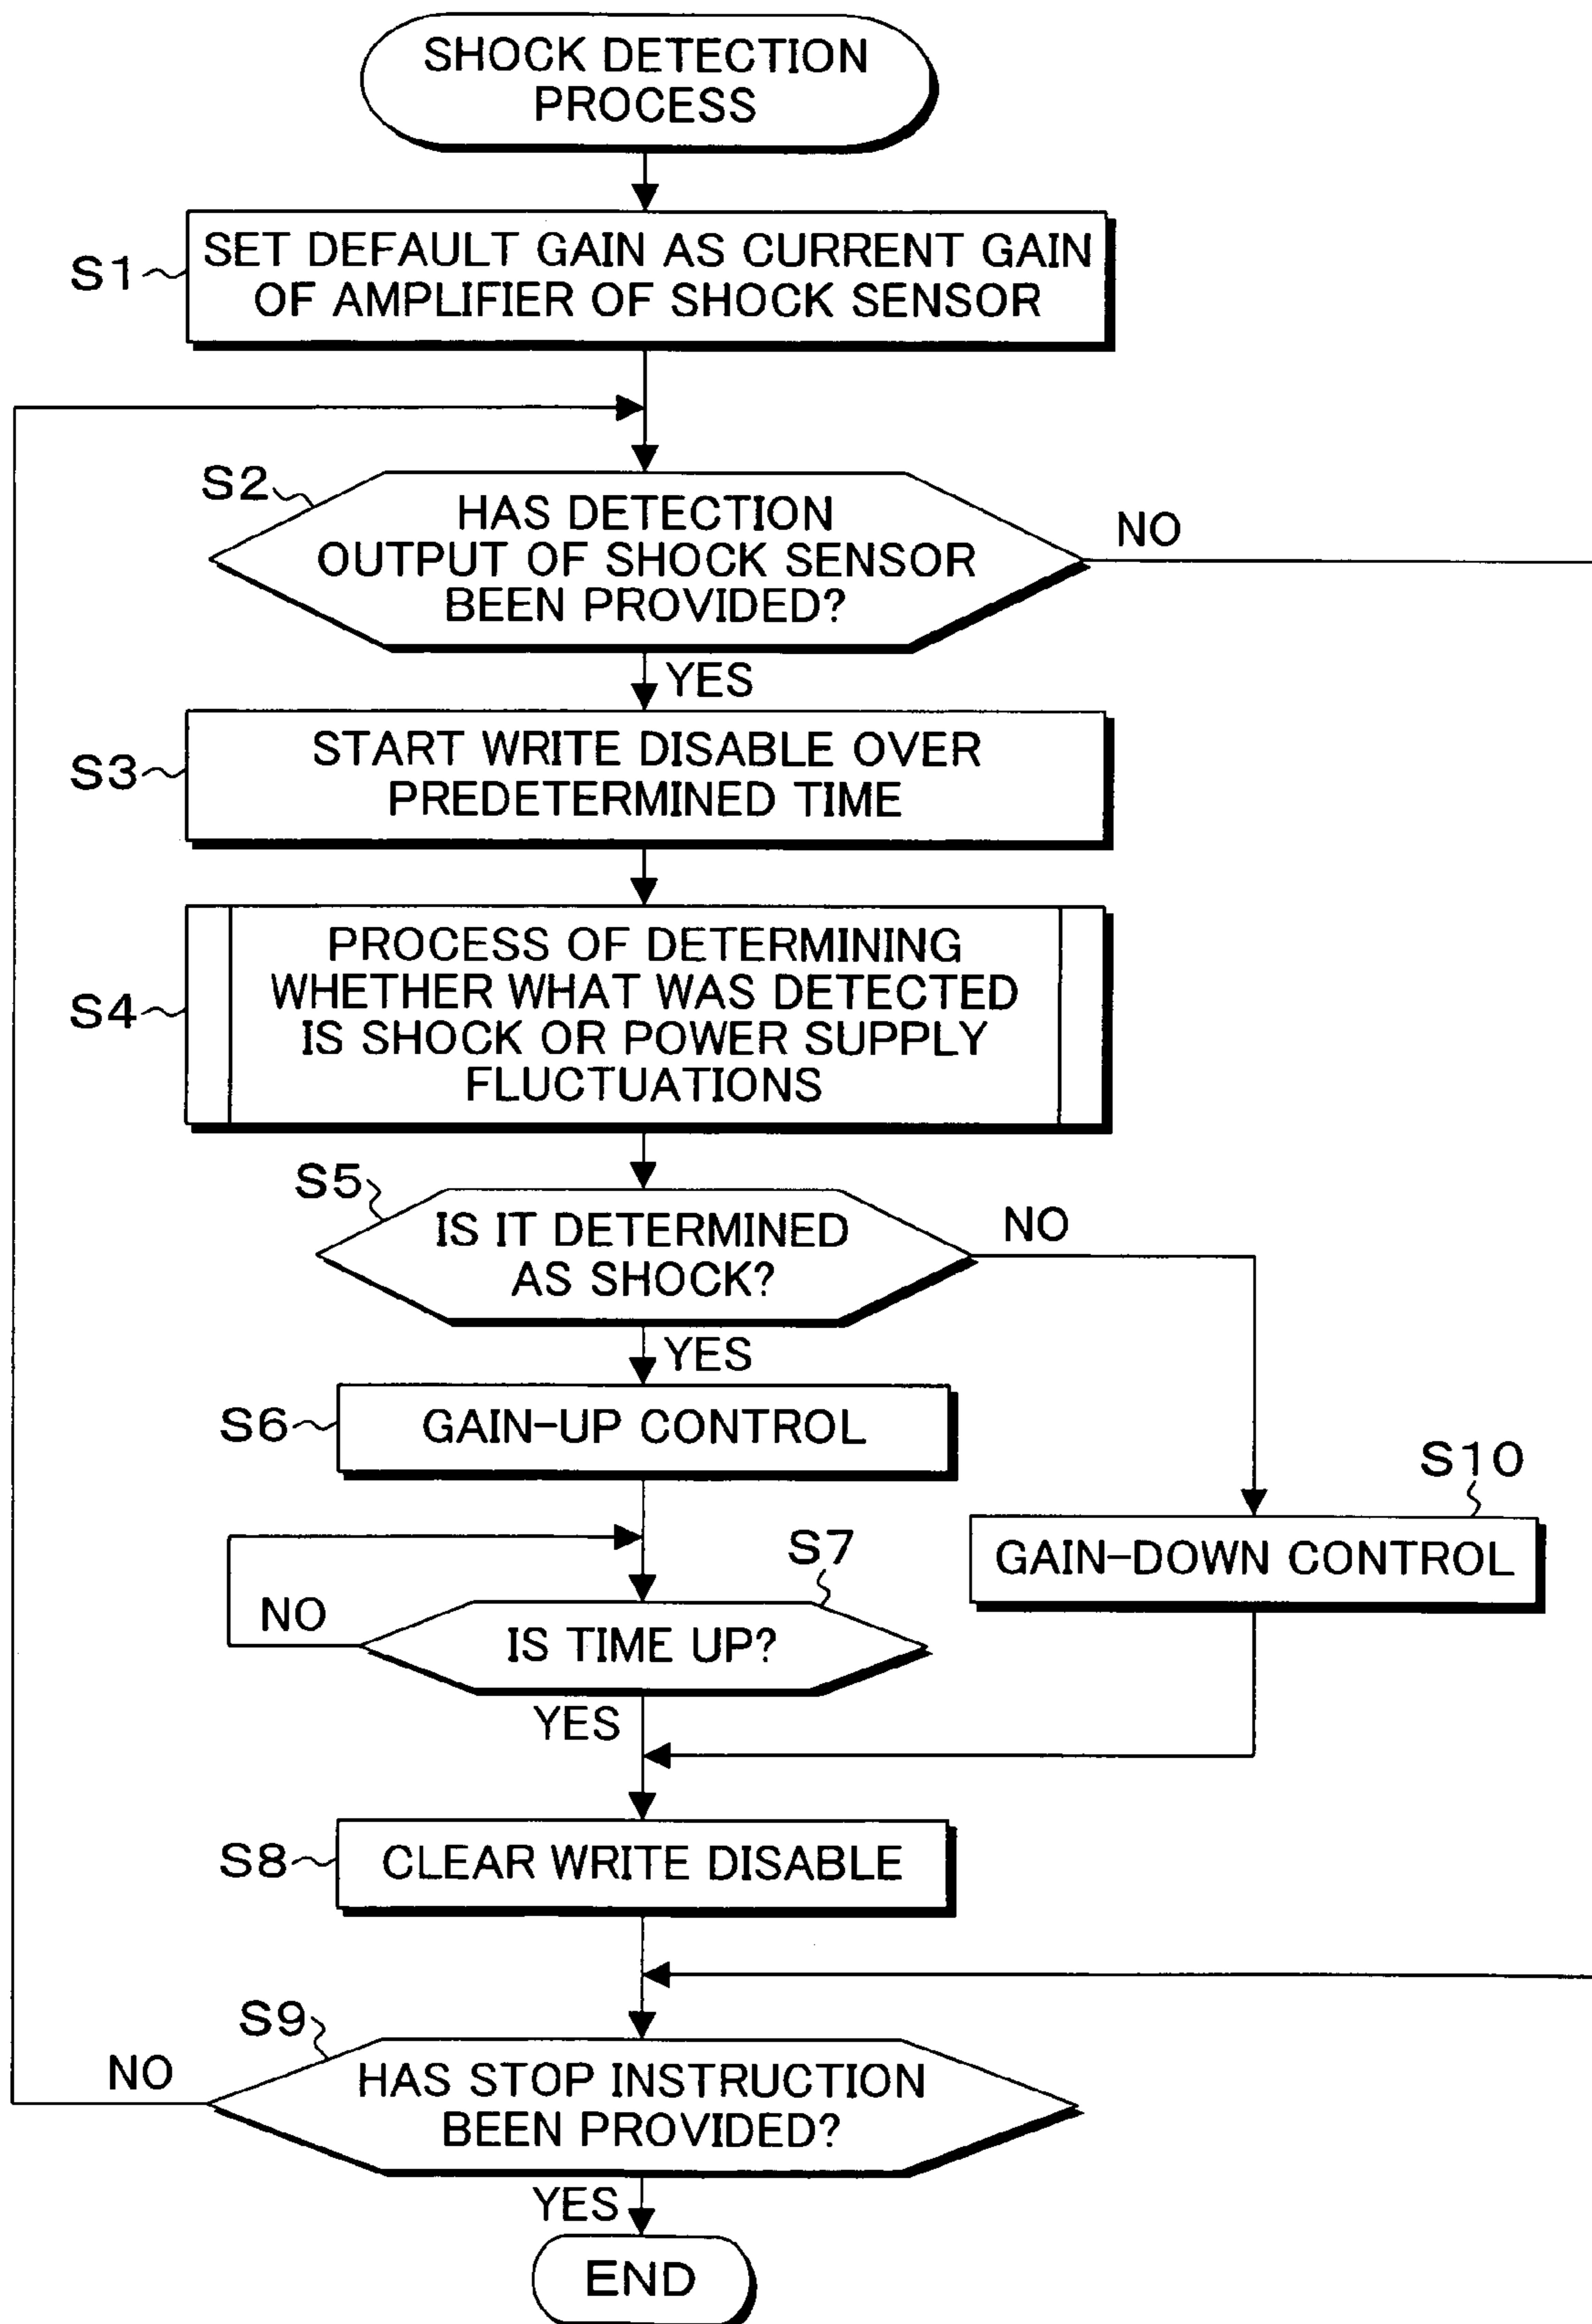 SHOCK DETECTION
PROCESS
S1
SET DEFAULT GAIN AS CURRENT GAIN
OF AMPLIFIER OF SHOCK SENSOR
S2
HAS DETECTION
OUTPUT OF SHOCK SENSOR
BEEN PROVIDED?
NO
YES
S3
START WRITE DISABLE OVER
PREDETERMINED TIME
S4
PROCESS OF DETERMINING
WHETHER WHAT WAS DETECTED
IS SHOCK OR POWER SUPPLY
FLUCTUATIONS
S5
IS IT DETERMINED
AS SHOCK?
NO
YES
S6
GAIN-UP CONTROL
S10
GAIN-DOWN CONTROL
S7
NO
IS TIME UP?
YES
S8
CLEAR WRITE DISABLE
S9
NO
HAS STOP INSTRUCTION
BEEN PROVIDED?
YES
END